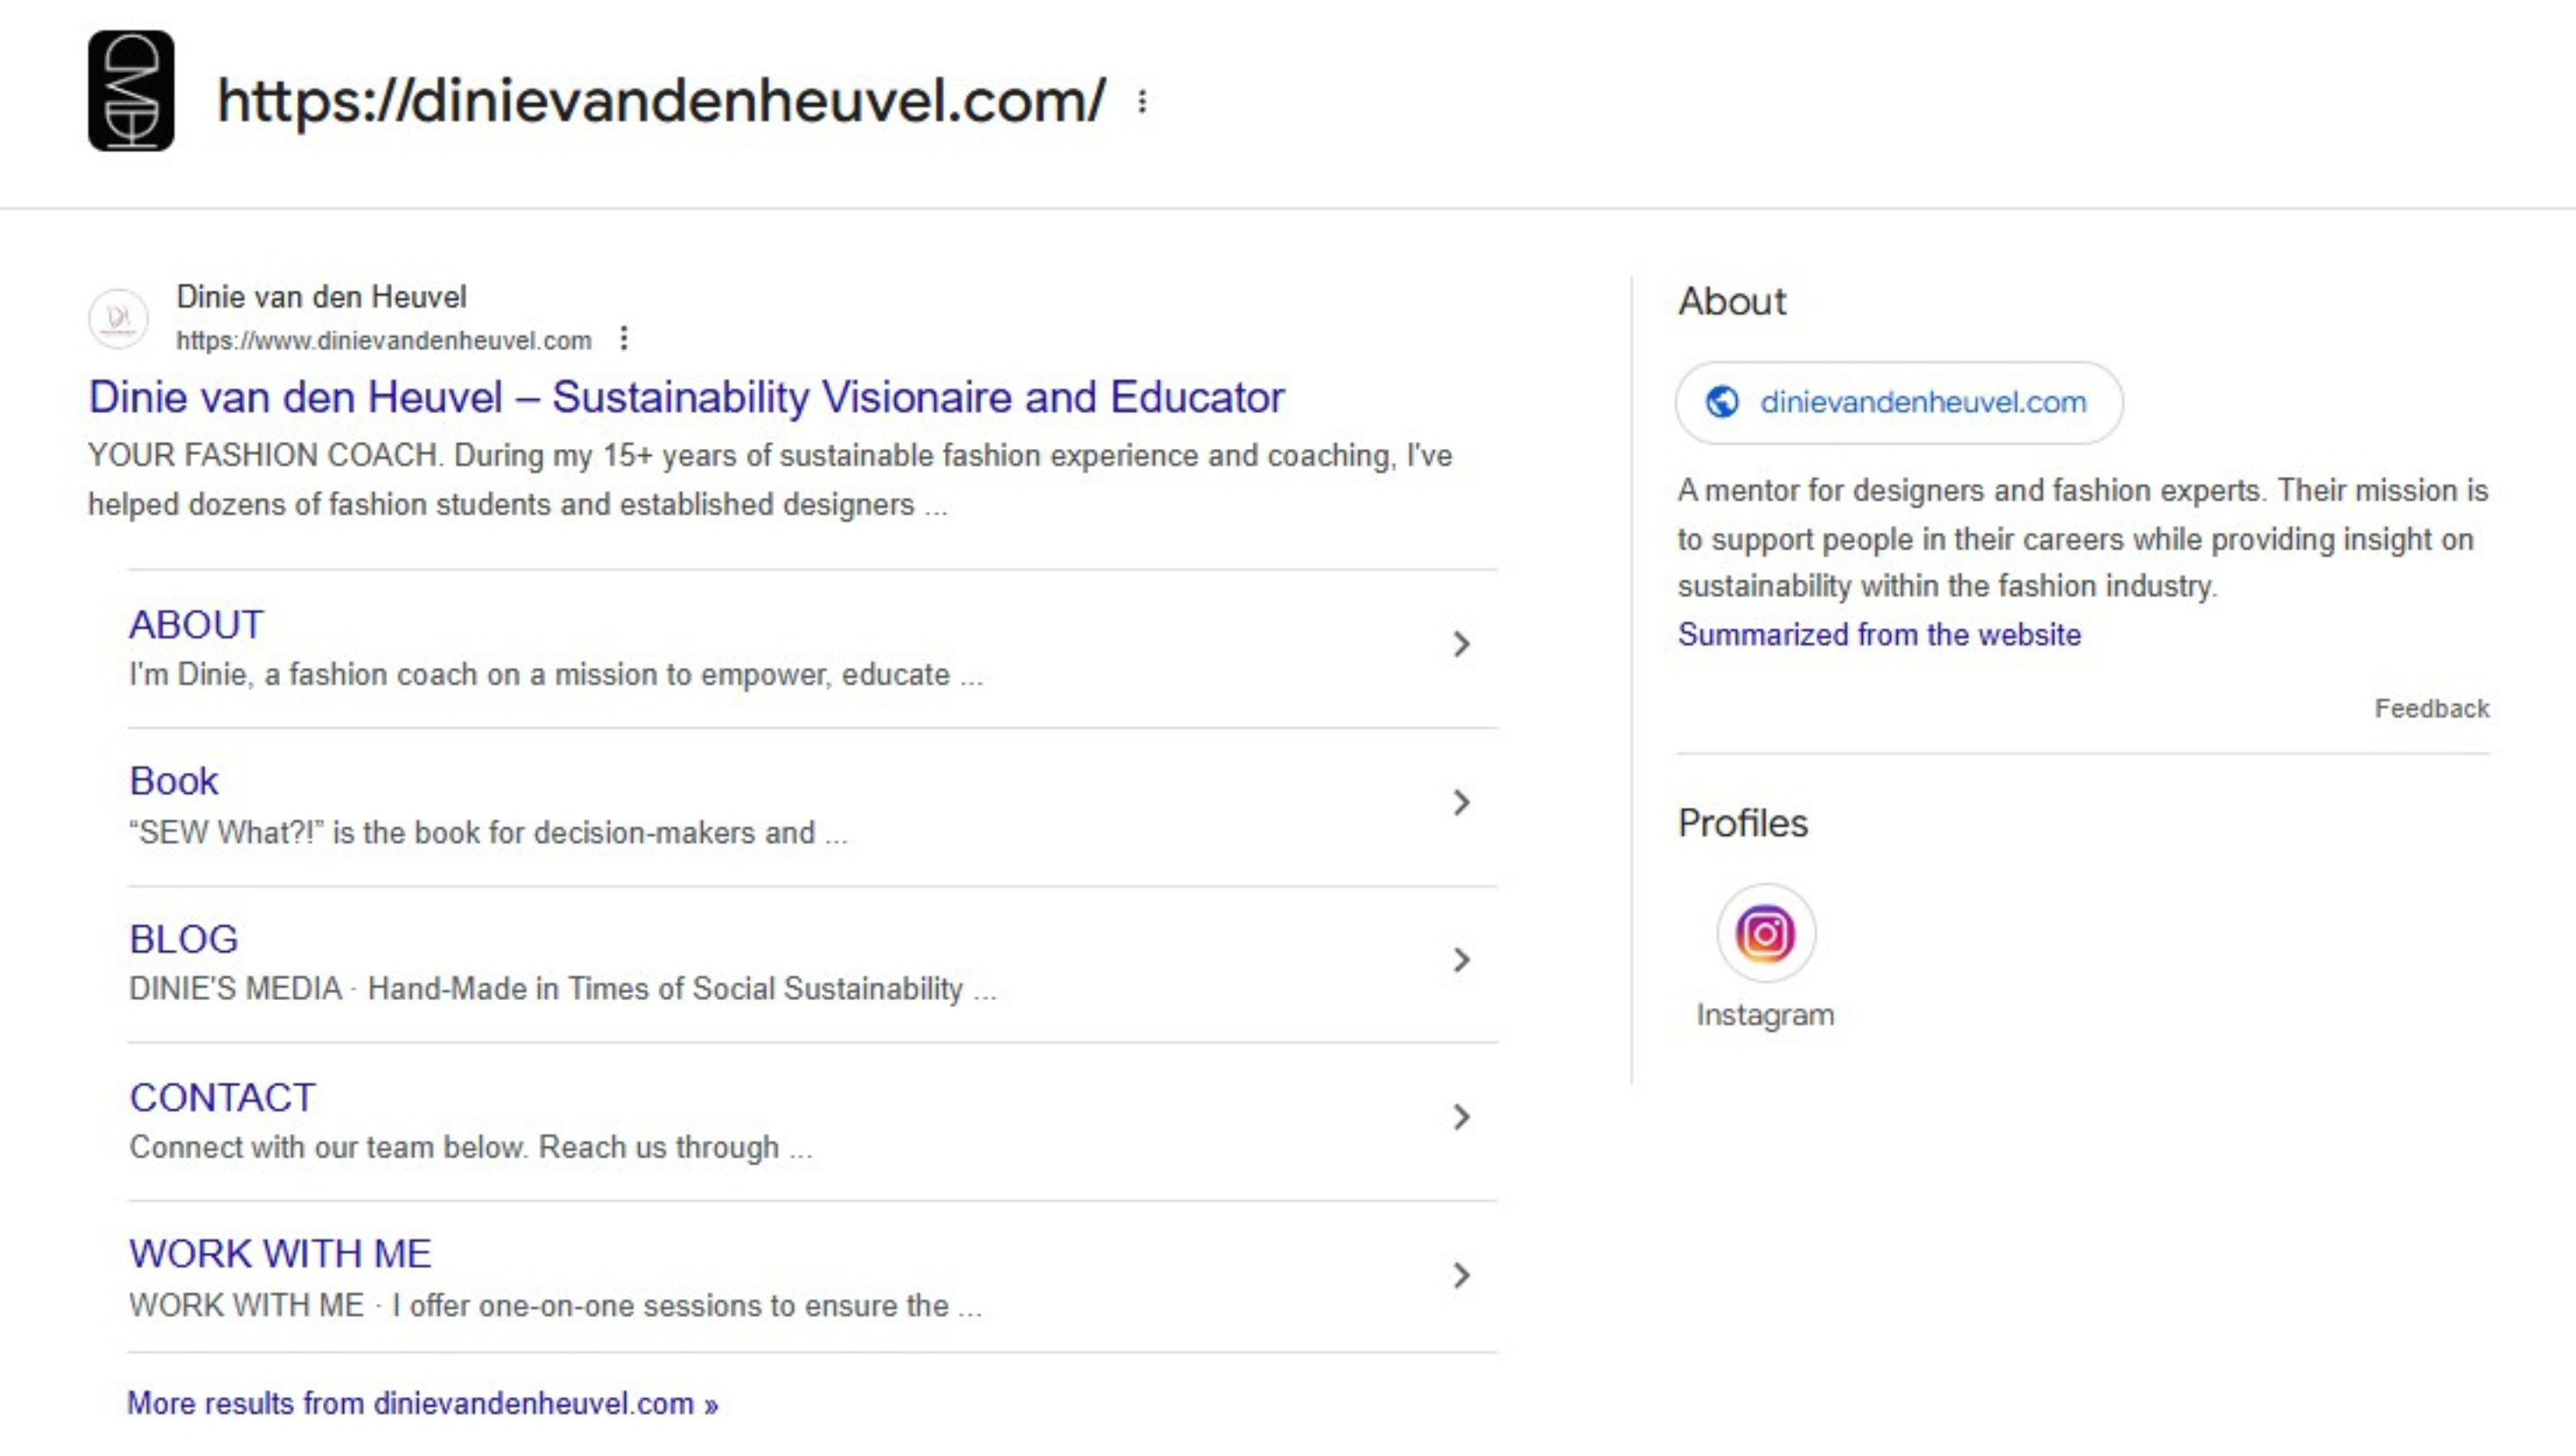 DVDH
https://dinievandenheuvel.com/
Dinie van den Heuvel
https://www.dinievandenheuvel.com
Dinie van den Heuvel – Sustainability Visionaire and Educator
YOUR FASHION COACH. During my 15+ years of sustainable fashion experience and coaching, I've
helped dozens of fashion students and established designers ...
ABOUT
I'm Dinie, a fashion coach on a mission to empower, educate ...
Book
“SEW What?!” is the book for decision-makers and ...
BLOG
DINIE'S MEDIA · Hand-Made in Times of Social Sustainability ...
CONTACT
Connect with our team below. Reach us through ...
WORK WITH ME
WORK WITH ME · I offer one-on-one sessions to ensure the ...
More results from dinievandenheuvel.com »
About
dinievandenheuvel.com
A mentor for designers and fashion experts. Their mission is
to support people in their careers while providing insight on
sustainability within the fashion industry.
Summarized from the website
Feedback
Profiles
Instagram